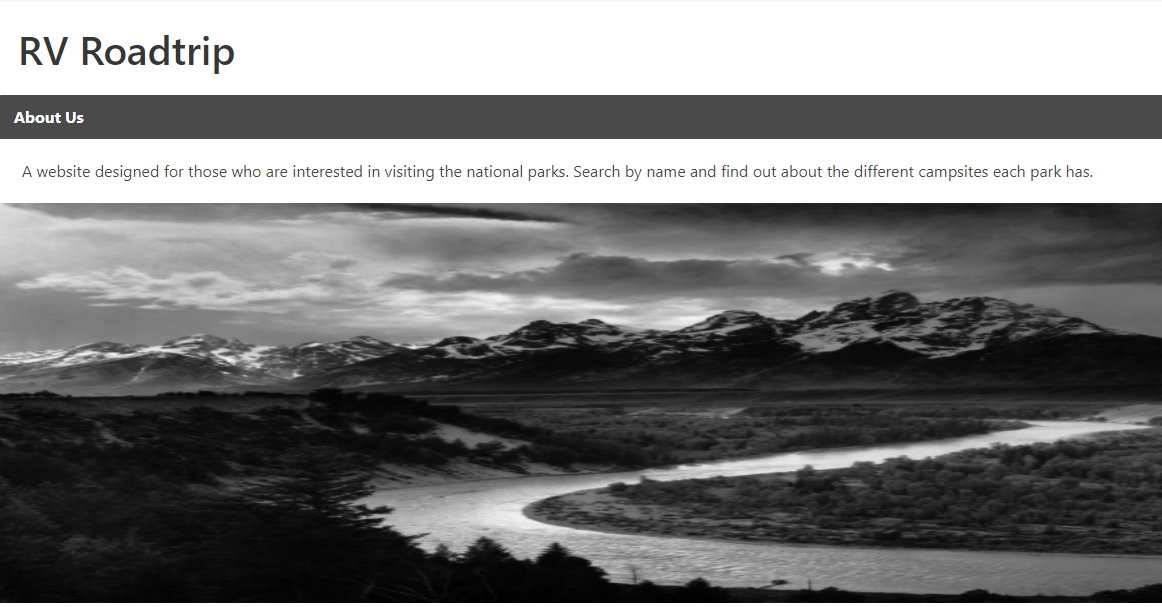 RV Roadtrip
About Us
A website designed for those who are interested in visiting the national parks. Search by name and find out about the different campsites each park has.